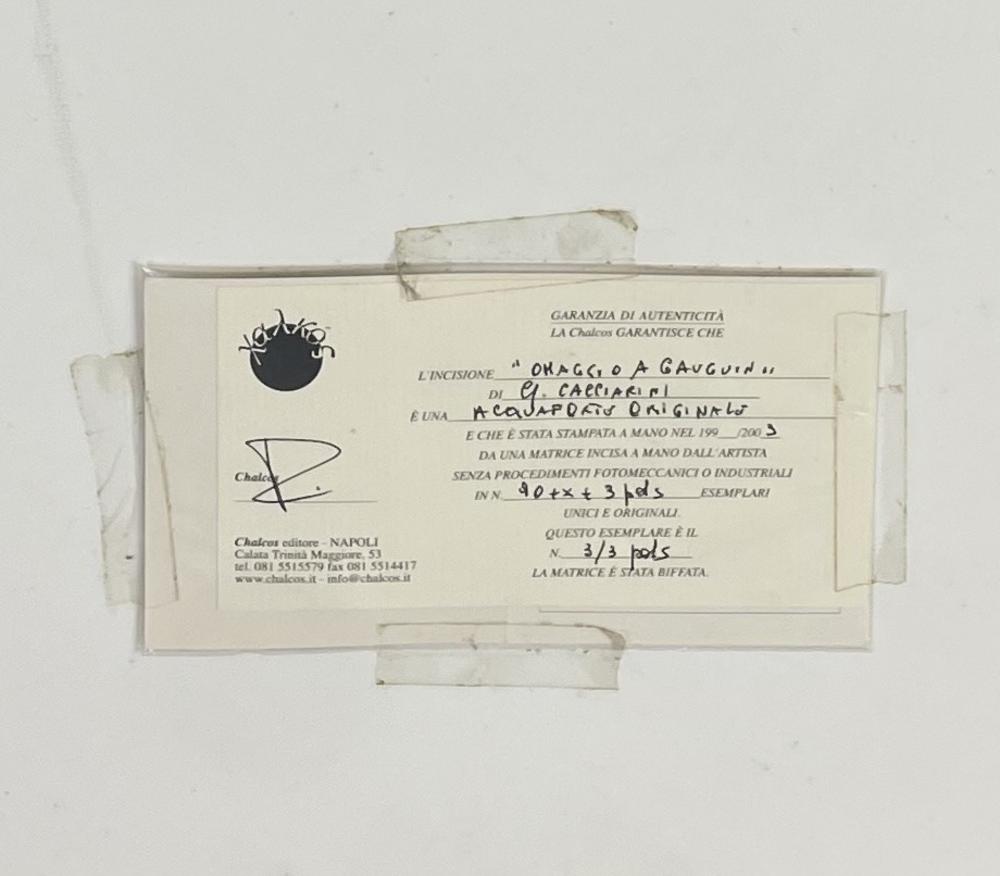 Chalcos
GARANZIA DI AUTENTICITÀ
LA Chalcos GARANTISCE CHE
L'INCISIONE "OMAGGIO A GAUGUIN"
DI G. CACCIARINI
È UNA ACQUAFORTE ORIGINALE
E CHE È STATA STAMPATA A MANO NEL 199__/2003
DA UNA MATRICE INCISA A MANO DALL'ARTISTA
SENZA PROCEDIMENTI FOTOMECCANICI O INDUSTRIALI
IN N. 90+X+3 pds ESEMPLARI
UNICI E ORIGINALI.
QUESTO ESEMPLARE È IL
N. 3/3 pds
LA MATRICE È STATA BIFFATA.
Chalcos
Chalcos editore - NAPOLI
Calata Trinità Maggiore, 53
tel. 081 5515579 fax 081 5514417
www.chalcos.it - info@chalcos.it